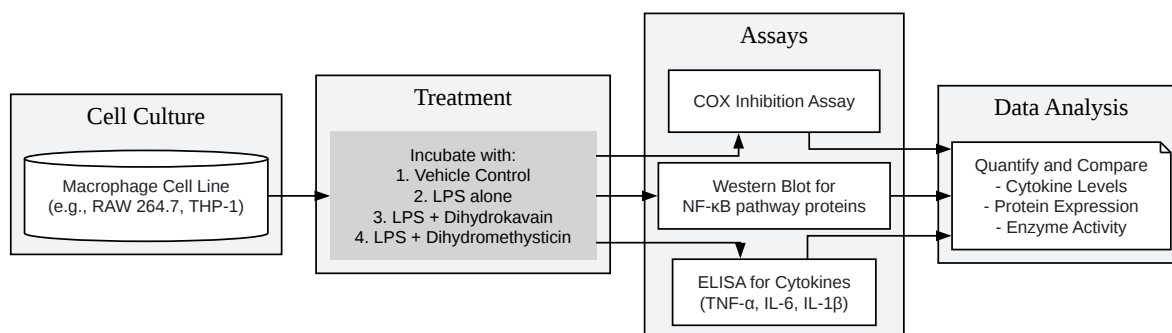 Cell Culture
Macrophage Cell Line
(e.g., RAW 264.7, THP-1)
Treatment
Incubate with:
1. Vehicle Control
2. LPS alone
3. LPS + Dihydrokavain
4. LPS + Dihydromethysticin
Assays
COX Inhibition Assay
Western Blot for
NF-κB pathway proteins
ELISA for Cytokines
(TNF-α, IL-6, IL-1β)
Data Analysis
Quantify and Compare
- Cytokine Levels
- Protein Expression
- Enzyme Activity